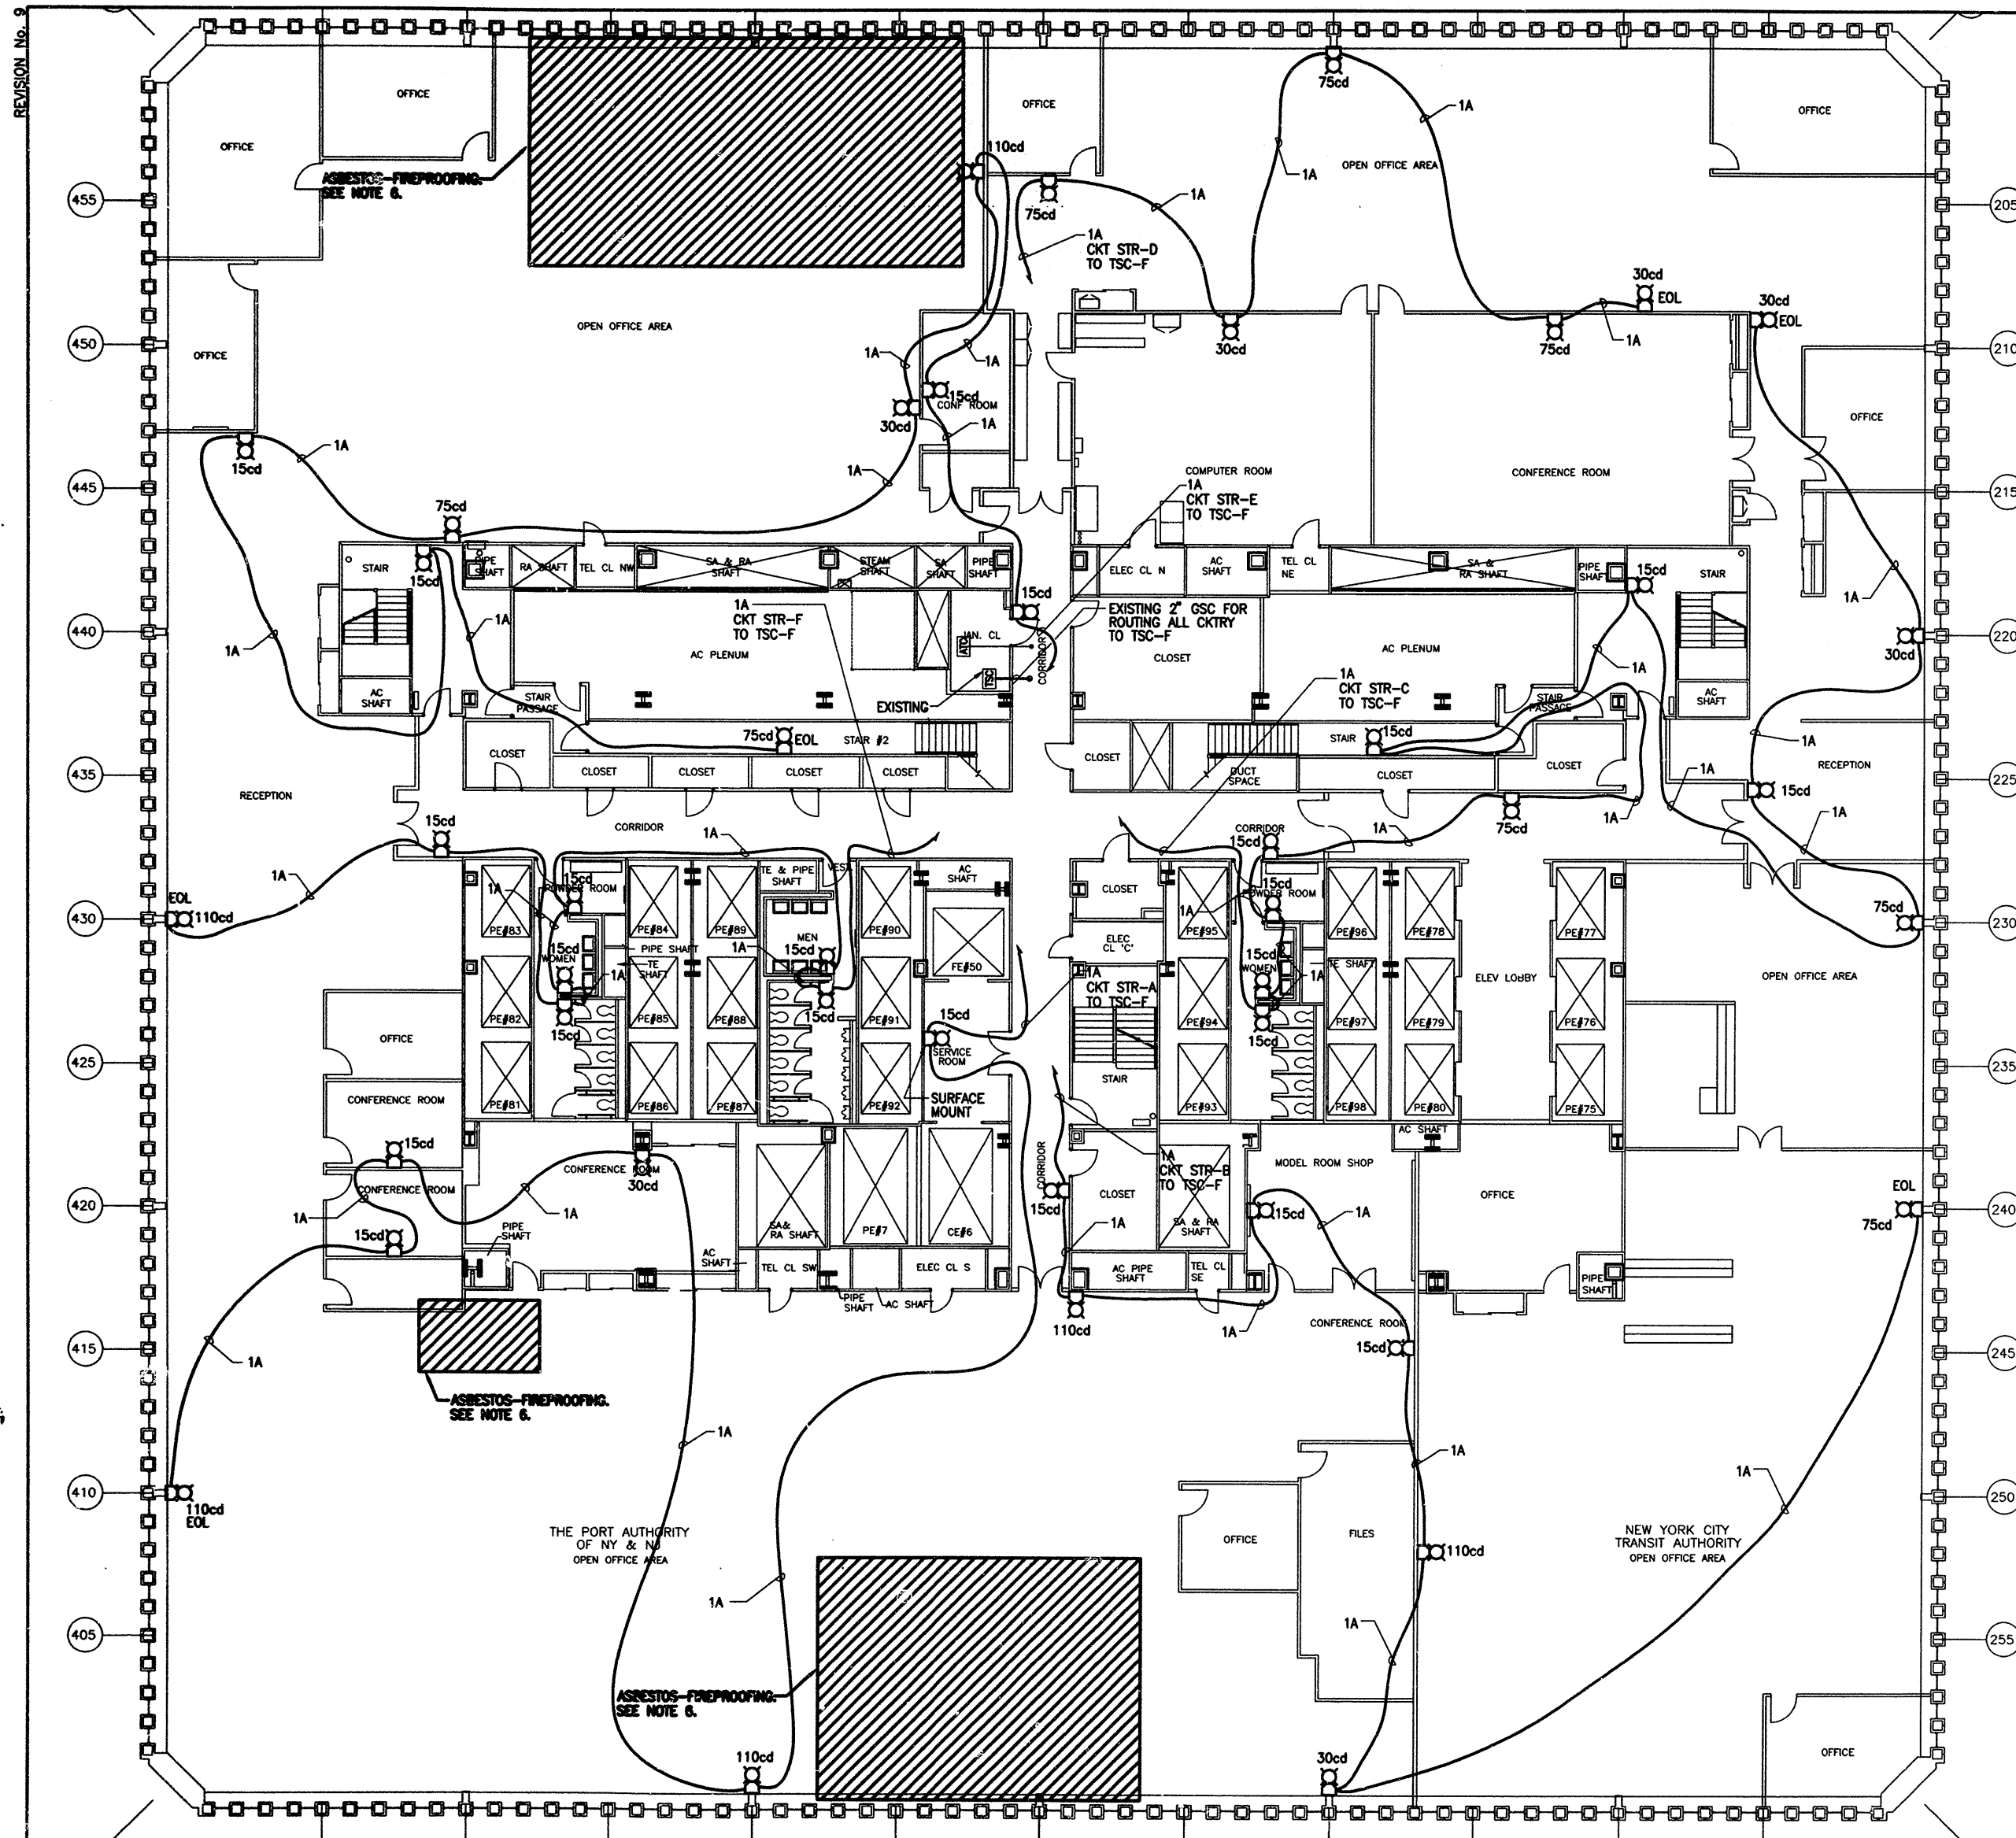 REVISION No. 9
OFFICE
OFFICE
ASBESTOS-FIREPROOFING.
SEE NOTE 6.
110cd
OFFICE
75cd
75cd
1A
1A
1A
OPEN OFFICE AREA
OFFICE
455
205
1A
CKT STR-D
TO TSC-F
30cd
EOL
30cd
EOL
1A
30cd
75cd
OPEN OFFICE AREA
OFFICE
450
210
1A
1A
15cd
CONF ROOM
30cd
1A
1A
OFFICE
15cd
1A
445
215
COMPUTER ROOM
CONFERENCE ROOM
1A
CKT STR-E
TO TSC-F
75cd
15cd
STAIR
PIPE
SHAFT
RA SHAFT
TEL CL NW
SA & RA
SHAFT
STEAM
SHAFT
SA
SHAFT
PIPE
SHAFT
ELEC CL N
AC
SHAFT
TEL CL
NE
SA &
RA SHAFT
PIPE
SHAFT
15cd
STAIR
1A
440
220
1A
1A
1A
CKT STR-F
TO TSC-F
15cd
EXISTING 2" GSC FOR
ROUTING ALL CKTRY
TO TSC-F
JAN. CL
ATD
TSC
CORRIDOR
AC PLENUM
CLOSET
AC PLENUM
1A
30cd
AC
SHAFT
STAIR
PASSAGE
EXISTING
1A
CKT STR-C
TO TSC-F
STAIR
PASSAGE
1A
AC
SHAFT
75cd
EOL
STAIR #2
STAIR
15cd
1A
435
225
CLOSET
CLOSET
CLOSET
CLOSET
CLOSET
CLOSET
DUCT
SPACE
CLOSET
CLOSET
1A
RECEPTION
RECEPTION
15cd
15cd
CORRIDOR
1A
CORRIDOR
15cd
1A
75cd
1A
1A
1A
EOL
110cd
430
230
15cd
POWDER ROOM
1A
TE & PIPE
SHAFT
VEST.
AC
SHAFT
CLOSET
15cd
POWDER ROOM
1A
75cd
PE#83
PE#84
PE#89
PE#90
PE#95
PE#96
PE#78
PE#77
MEN
15cd
1A
PIPE SHAFT
TE
SHAFT
15cd
WOMEN
1A
FE#50
ELEC
CL 'C'
15cd
WOMEN
TE SHAFT
1A
ELEV LOBBY
OPEN OFFICE AREA
1A
CKT STR-A
TO TSC-F
PE#82
15cd
PE#85
PE#88
15cd
PE#91
15cd
SERVICE
ROOM
PE#94
15cd
PE#97
PE#79
PE#76
OFFICE
425
235
STAIR
CONFERENCE ROOM
PE#81
PE#86
PE#87
PE#92
SURFACE
MOUNT
PE#93
PE#98
PE#80
PE#75
AC SHAFT
15cd
CONFERENCE ROOM
30cd
CONFERENCE ROOM
1A
1A
15cd
CORRIDOR
15cd
1A
CKT STR-B
TO TSC-F
CLOSET
SA & RA
SHAFT
MODEL ROOM SHOP
15cd
1A
OFFICE
EOL
75cd
420
240
PIPE
SHAFT
SA&
RA SHAFT
PE#7
CE#6
1A
AC
SHAFT
TEL CL SW
ELEC CL S
AC PIPE
SHAFT
TEL CL
SE
PIPE
SHAFT
PIPE
SHAFT
AC SHAFT
110cd
1A
CONFERENCE ROOM
15cd
415
245
1A
ASBESTOS-FIREPROOFING.
SEE NOTE 6.
1A
1A
1A
410
250
110cd
EOL
THE PORT AUTHORITY
OF NY & NJ
OPEN OFFICE AREA
OFFICE
FILES
110cd
NEW YORK CITY
TRANSIT AUTHORITY
OPEN OFFICE AREA
1A
405
255
1A
ASBESTOS-FIREPROOFING.
SEE NOTE 6.
110cd
30cd
OFFICE